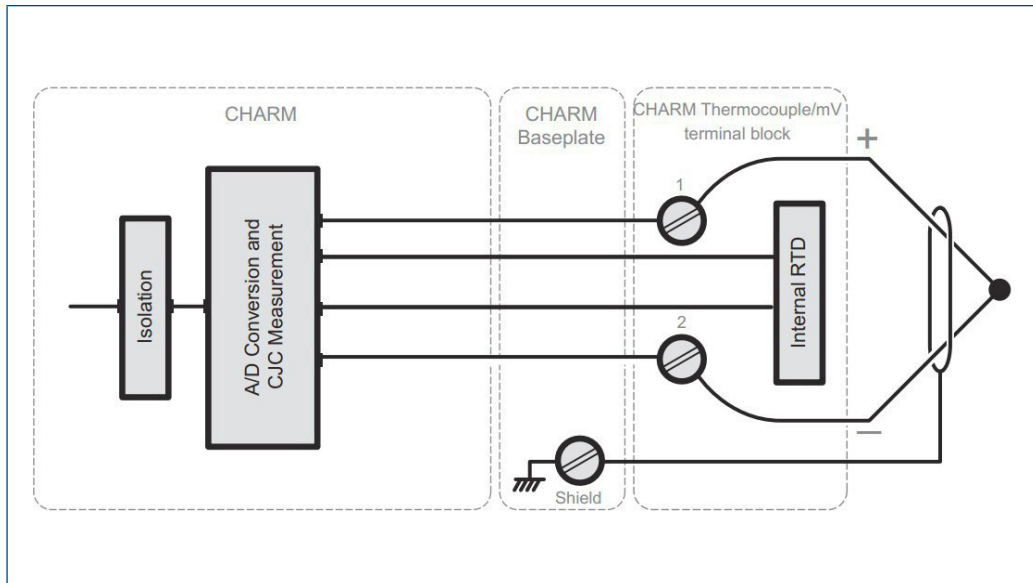 CHARM
CHARM
Baseplate
CHARM Thermocouple/mV
terminal block
+
1
Isolation
A/D Conversion and
CJC Measurement
Internal RTD
2
—
Shield